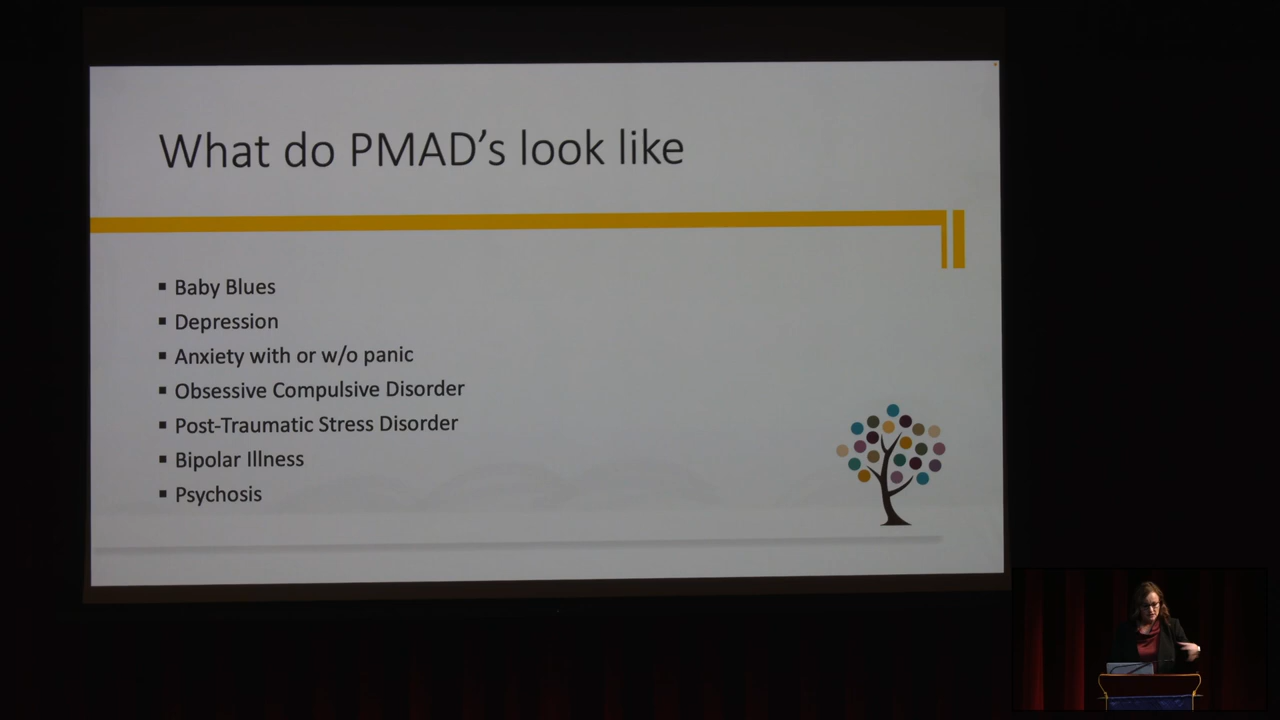 What do PMAD’s look like
Baby Blues
Depression
Anxiety with or w/o panic
Obsessive Compulsive Disorder
Post-Traumatic Stress Disorder
Bipolar Illness
Psychosis